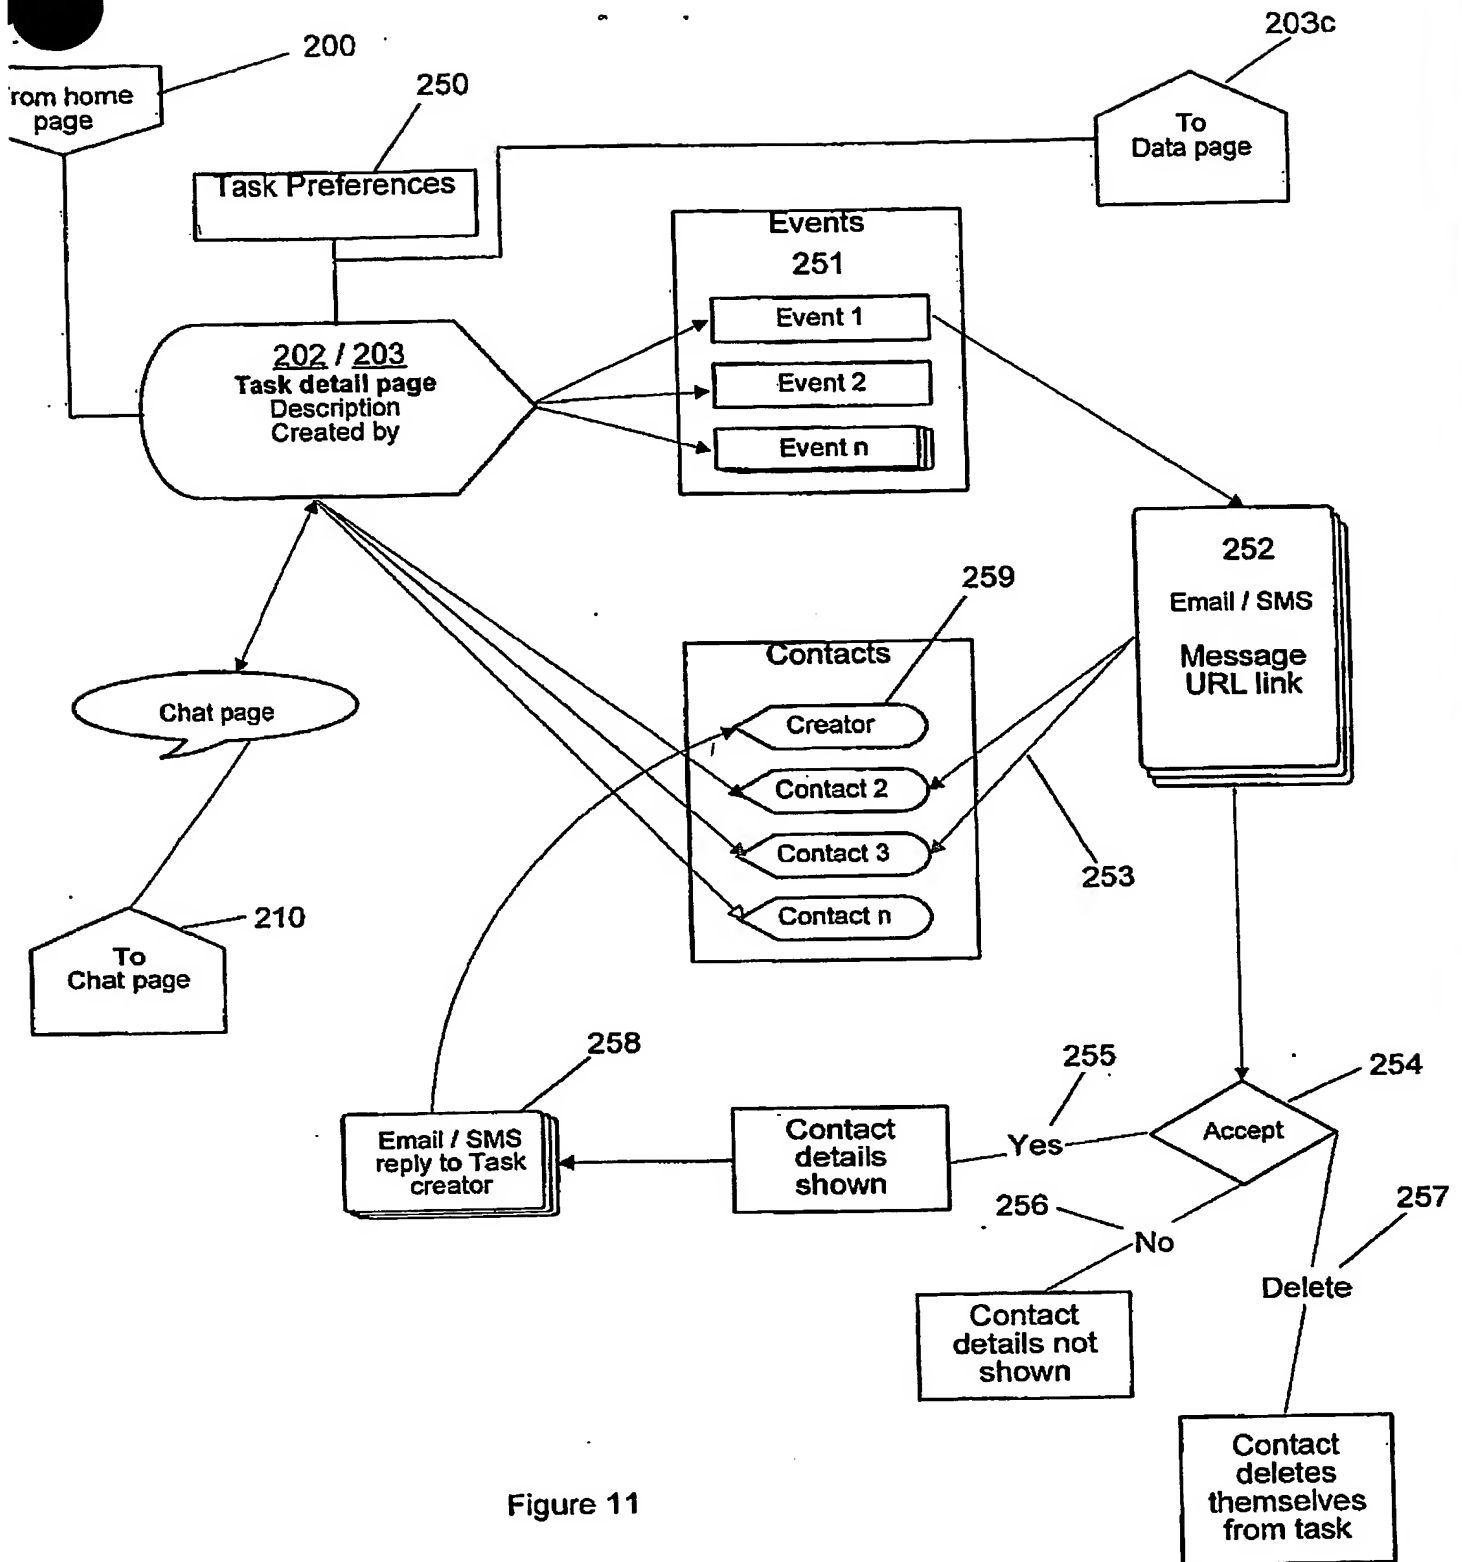 200
203c
250
rom home
page
To
Data page
Task Preferences
Events
251
Event 1
Event 2
Event n
202 / 203
Task detail page
Description
Created by
252
Email / SMS
Message
URL link
259
Contacts
Creator
Contact 2
Contact 3
Contact n
Chat page
253
210
To
Chat page
258
255
254
Email / SMS
reply to Task
creator
Contact
details
shown
Yes
Accept
256
257
No
Delete
Contact
details not
shown
Contact
deletes
themselves
from task
Figure 11